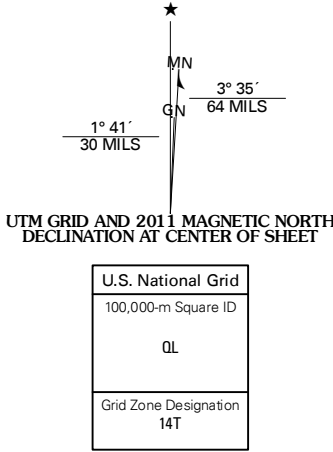 ★
MN
3° 35´
64 MILS
GN
1° 41´
30 MILS
UTM GRID AND 2011 MAGNETIC NORTH
DECLINATION AT CENTER OF SHEET
U.S. National Grid
100,000-m Square ID
QL
Grid Zone Designation
14T